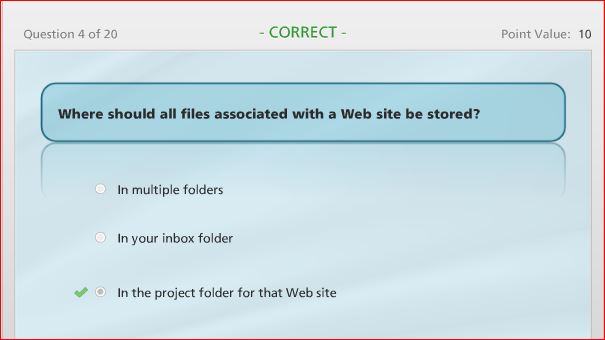 Question 4 of 20
- CORRECT -
Point Value: 10
Where should all files associated with a Web site be stored?
In multiple folders
In your inbox folder
In the project folder for that Web site